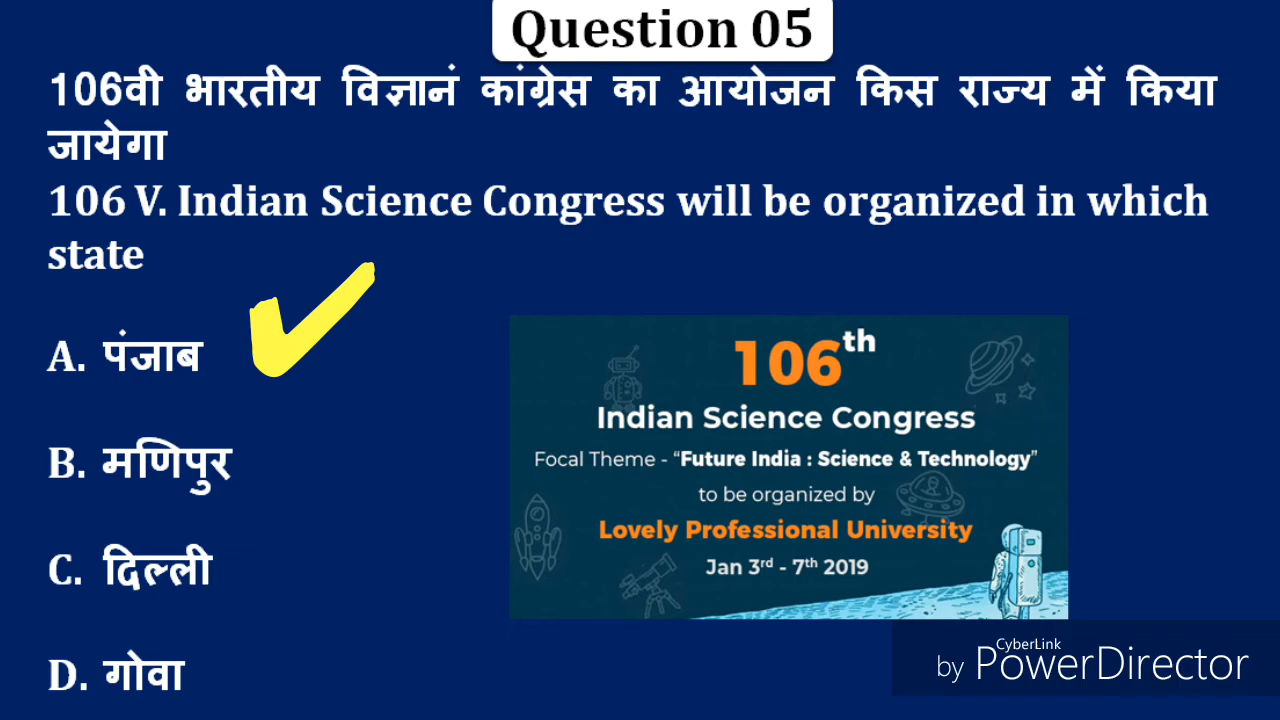 Question 05
106वी भारतीय विज्ञानं कांग्रेस का आयोजन किस राज्य में किया
जायेगा
106 V. Indian Science Congress will be organized in which
state
A. पंजाब
B. मणिपुर
C. दिल्ली
D. गोवा
106th
Indian Science Congress
Focal Theme - “Future India : Science & Technology”
to be organized by
Lovely Professional University
Jan 3rd - 7th 2019
CyberLink
by PowerDirector